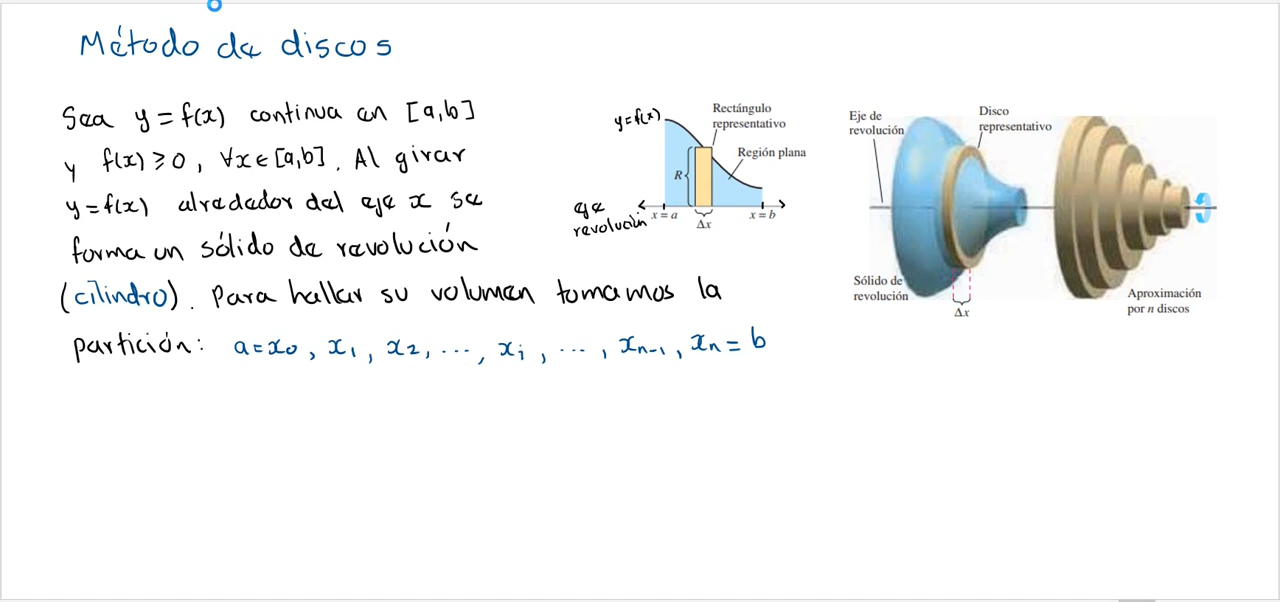 Método de discos
Sea y = f(x) continua en [a,b]
y f(x) ⩾ 0, ∀x ∈ [a,b]. Al girar
y = f(x) alrededor del eje x se
forma un sólido de revolución
(cilindro). Para hallar su volumen tomamos la
partición: a = x₀, x₁, x₂, ..., xᵢ, ..., xₙ₋₁, xₙ = b
y = f(x)
Rectángulo
representativo
Región plana
R
eje
revolución
x = a
Δx
x = b
Eje de
revolución
Disco
representativo
Sólido de
revolución
Δx
Aproximación
por n discos